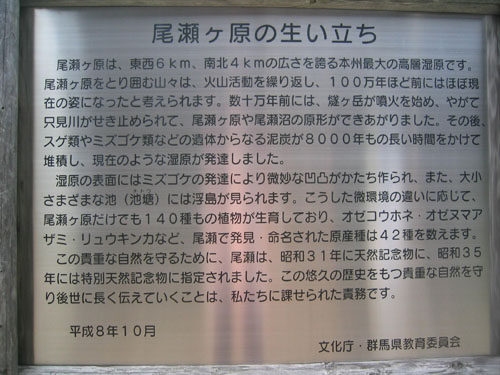 尾瀬ヶ原の生い立ち
尾瀬ヶ原は、東西６ｋｍ、南北４ｋｍの広さを誇る本州最大の高層湿原です。
尾瀬ヶ原をとり囲む山々は、火山活動を繰り返し、１００万年ほど前にはほぼ現
在の姿になったと考えられます。数十万年前には、燧ヶ岳が噴火を始め、やがて
只見川がせき止められて、尾瀬ヶ原や尾瀬沼の原形ができあがりました。その後、
スゲ類やミズゴケ類などの遺体からなる泥炭が８０００年もの長い時間をかけて
堆積し、現在のような湿原が発達しました。
湿原の表面にはミズゴケの発達により微妙な凹凸がかたち作られ、また、大小
さまざまな池（池塘）には浮島が見られます。こうした微環境の違いに応じて、
尾瀬ヶ原だけでも１４０種もの植物が生育しており、オゼコウホネ・オゼヌマア
ザミ・リュウキンカなど、尾瀬で発見・命名された原産種は４２種を数えます。
この貴重な自然を守るために、尾瀬は、昭和３１年に天然記念物に、昭和３５
年には特別天然記念物に指定されました。この悠久の歴史をもつ貴重な自然を守
り後世に長く伝えていくことは、私たちに課せられた責務です。
平成８年１０月
文化庁・群馬県教育委員会